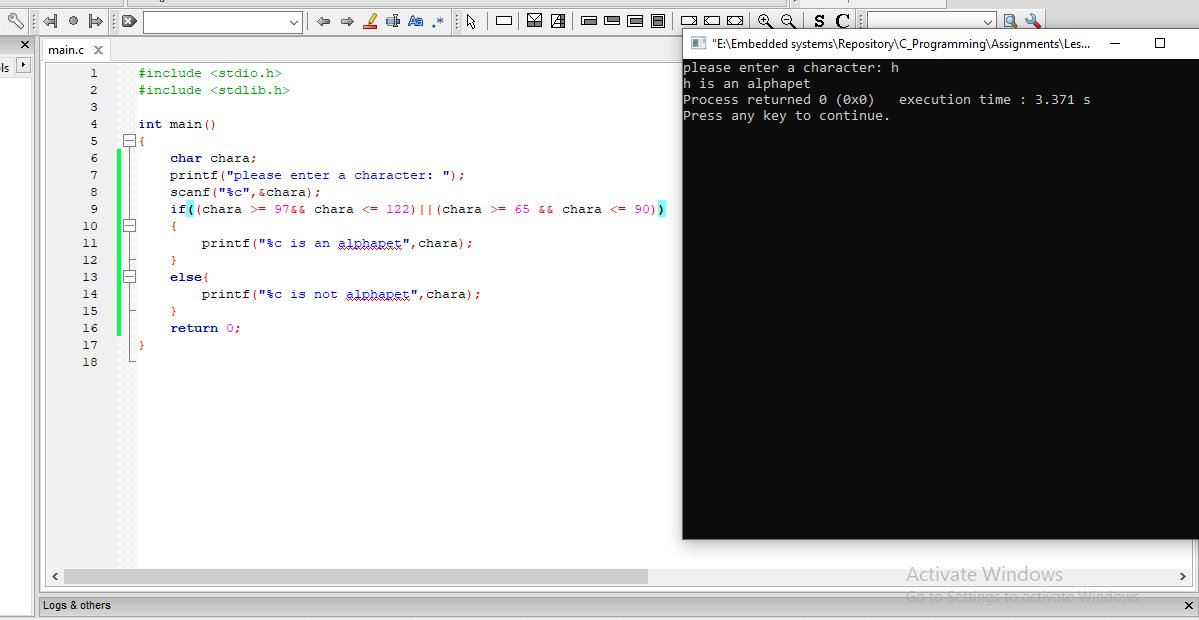 S C
main.c
ls
1 #include <stdio.h>
2 #include <stdlib.h>
3
4 int main()
5 {
6 char chara;
7 printf("please enter a character: ");
8 scanf("%c",&chara);
9 if((chara >= 97&& chara <= 122)||(chara >= 65 && chara <= 90))
10 {
11 printf("%c is an alphapet",chara);
12 }
13 else{
14 printf("%c is not alphapet",chara);
15 }
16 return 0;
17 }
18
"E:\Embedded systems\Repository\C_Programming\Assignments\Les...
please enter a character: h
h is an alphapet
Process returned 0 (0x0) execution time : 3.371 s
Press any key to continue.
Activate Windows
Go to Settings to activate Windows.
Logs & others